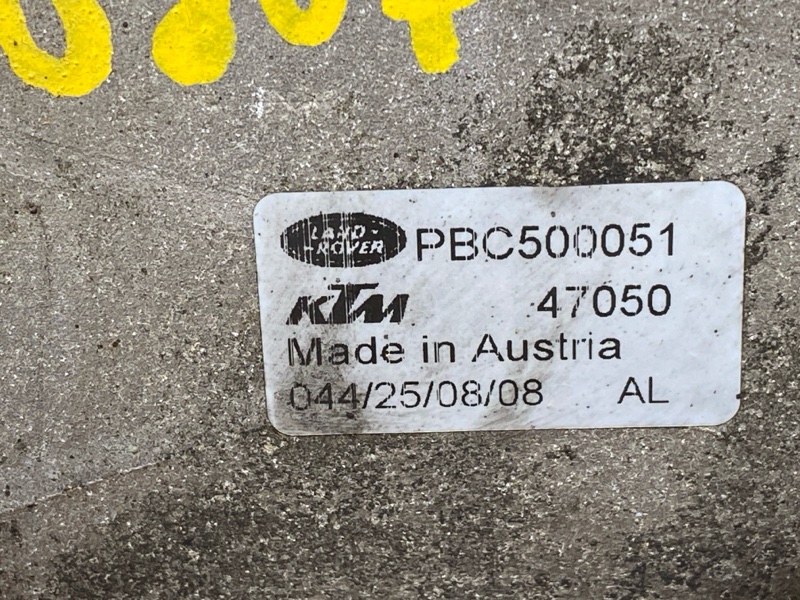 LAND-
-ROVER
PBC500051
KTM 47050
Made in Austria
044/25/08/08 AL